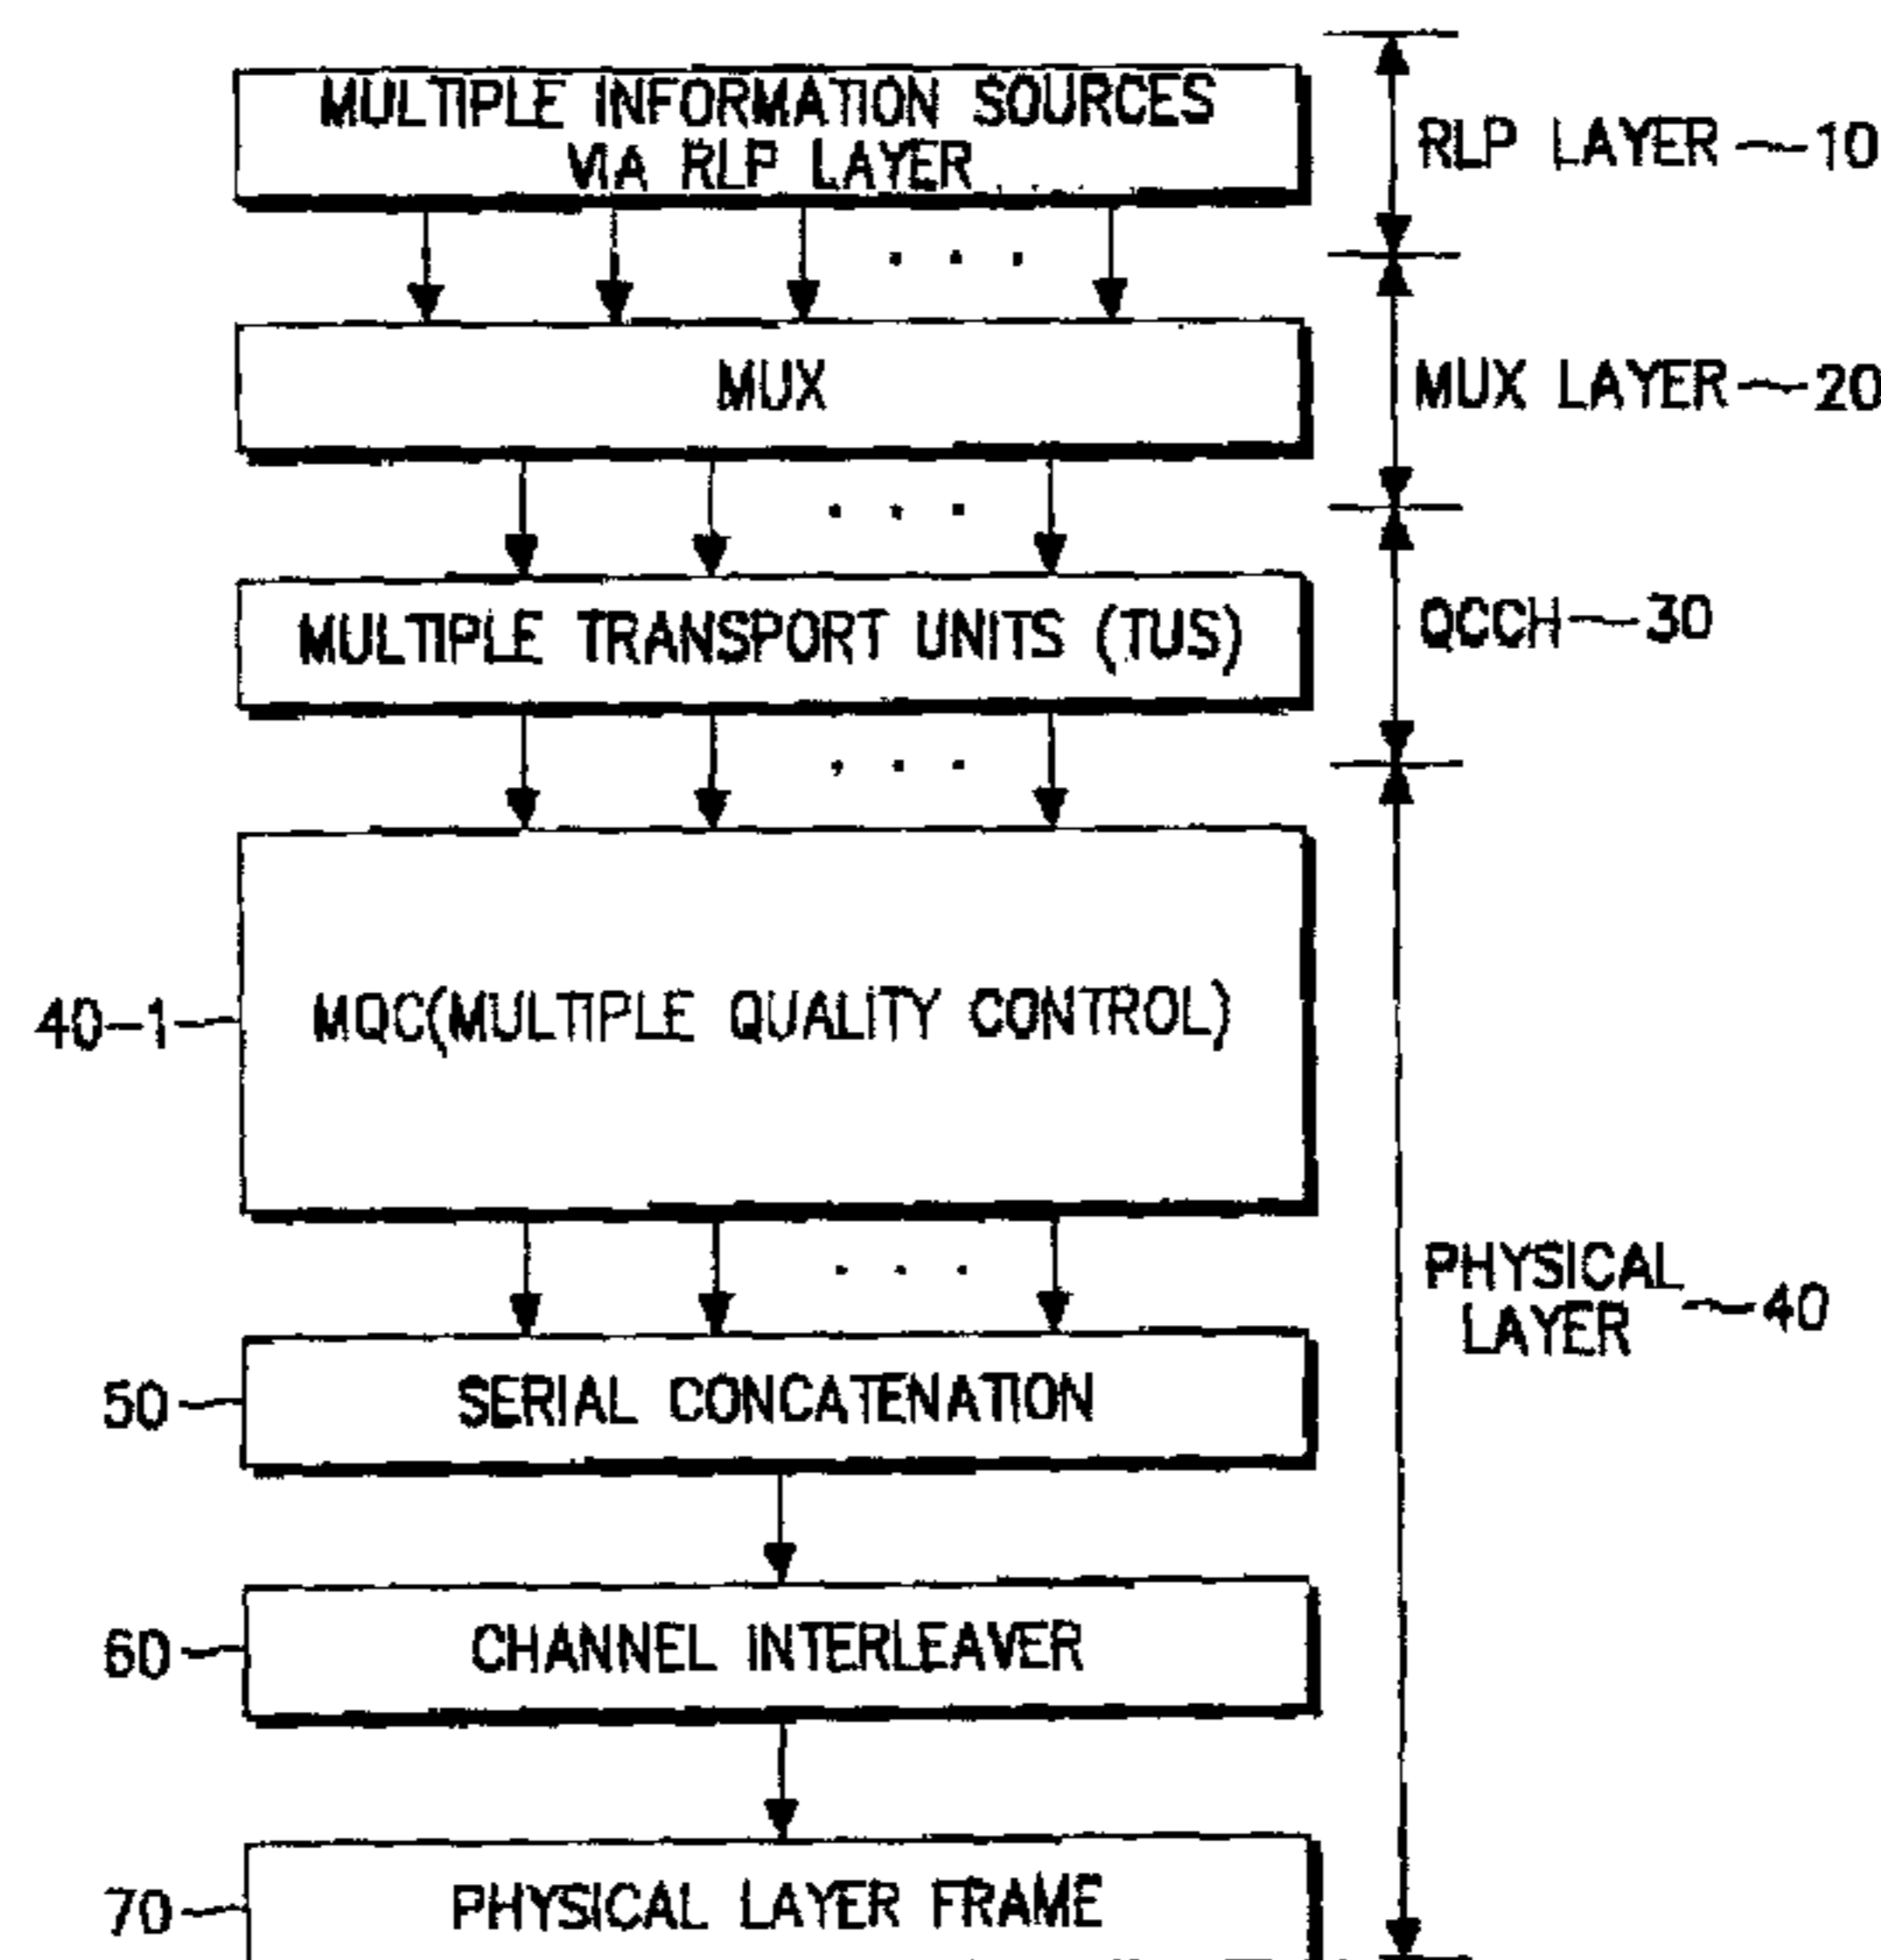 MULTIPLE INFORMATION SOURCES
VIA RLP LAYER
RLP LAYER 10
MUX
MUX LAYER 20
MULTIPLE TRANSPORT UNITS (TUS)
QCCH 30
40-1
MQC(MULTIPLE QUALITY CONTROL)
PHYSICAL
LAYER 40
50
SERIAL CONCATENATION
60
CHANNEL INTERLEAVER
70
PHYSICAL LAYER FRAME